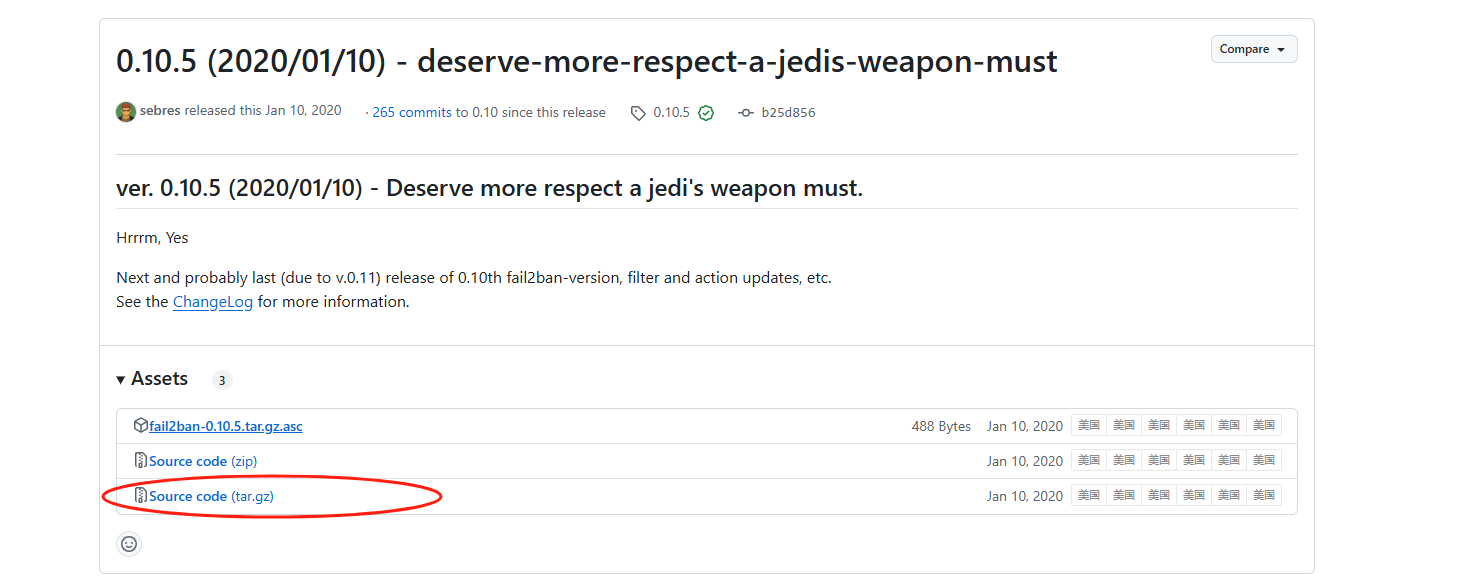 0.10.5 (2020/01/10) - deserve-more-respect-a-jedis-weapon-must
Compare
sebres released this Jan 10, 2020 · 265 commits to 0.10 since this release 0.10.5 b25d856
ver. 0.10.5 (2020/01/10) - Deserve more respect a jedi's weapon must.
Hrrrm, Yes
Next and probably last (due to v.0.11) release of 0.10th fail2ban-version, filter and action updates, etc.
See the ChangeLog for more information.
Assets 3
fail2ban-0.10.5.tar.gz.asc 488 Bytes Jan 10, 2020 美国 美国 美国 美国 美国 美国
Source code (zip) Jan 10, 2020 美国 美国 美国 美国 美国 美国
Source code (tar.gz) Jan 10, 2020 美国 美国 美国 美国 美国 美国